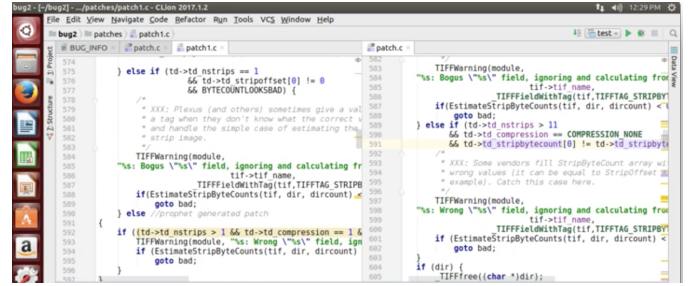 bug2 - [~/bug2] - .../patches/patch1.c - CLion 2017.1.2
12:29 PM
File Edit View Navigate Code Refactor Run Tools VCS Window Help
bug2 patches patch1.c
test
BUG_INFO patch.c patch1.c
1: Project
7: Structure
574
575 } else if (td->td_nstrips == 1
576 && td->td_stripoffset[0] != 0
577 && BYTECOUNTLOOKSBAD) {
578 /*
579 * XXX: Plexus (and others) sometimes give a val
580 * a tag when they don't know what the correct v
581 * and handle the simple case of estimating the
582 * strip image.
583 */
584 TIFFWarning(module,
585 "%s: Bogus \"%s\" field, ignoring and calculating fr
586 tif->tif_name,
587 _TIFFFieldWithTag(tif,TIFFTAG_STRIPB
588 if(EstimateStripByteCounts(tif, dir, dircount) <
589 goto bad;
590 } else //prophet generated patch
591 {
592 if ((td->td_nstrips > 1 && td->td_compression == 1 &
593 TIFFWarning(module, "%s: Wrong \"%s\" field, ign
594 if (EstimateStripByteCounts(tif, dir, dircount)
595 goto bad;
596 }
597 }
patch.c
582
583 TIFFWarning(module,
584 "%s: Bogus \"%s\" field, ignoring and calculating from
585 tif->tif_name,
586 _TIFFFieldWithTag(tif,TIFFTAG_STRIPBY
587 if(EstimateStripByteCounts(tif, dir, dircount) <
588 goto bad;
589 } else if (td->td_nstrips > 11
590 && td->td_compression == COMPRESSION_NONE
591 && td->td_stripbytecount[0] != td->td_stripbyte
592 /*
593 * XXX: Some vendors fill StripByteCount array wi
594 * wrong values (it can be equal to StripOffset
595 * example). Catch this case here.
596 */
597 TIFFWarning(module,
598 "%s: Wrong \"%s\" field, ignoring and calculating from
599 tif->tif_name,
600 _TIFFFieldWithTag(tif,TIFFTAG_STRIPBY
601 if (EstimateStripByteCounts(tif, dir, dircount) <
602 goto bad;
603 }
604 if (dir) {
605 _TIFFfree((char *)dir);
Data View